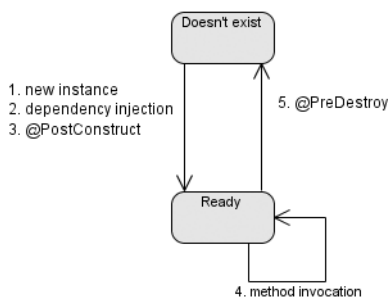 Doesn't exist
1. new instance
2. dependency injection
3. @PostConstruct
5. @PreDestroy
Ready
4. method invocation